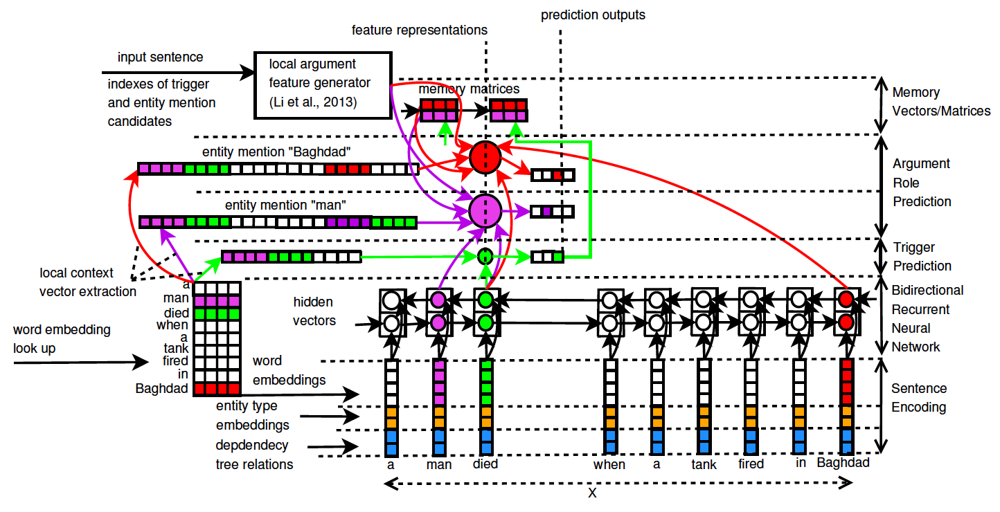 prediction outputs
feature representations
input sentence
indexes of trigger
and entity mention
candidates
local argument
feature generator
(Li et al., 2013)
memory matrices
Memory
Vectors/Matrices
entity mention "Baghdad"
Argument
Role
Prediction
entity mention "man"
Trigger
Prediction
local context
vector extraction
a
man
died
when
a
tank
fired
in
Baghdad
word embedding
look up
hidden
vectors
Bidirectional
Recurrent
Neural
Network
word
embeddings
entity type
embeddings
depdendecy
tree relations
Sentence
Encoding
a man died when a tank fired in Baghdad
X